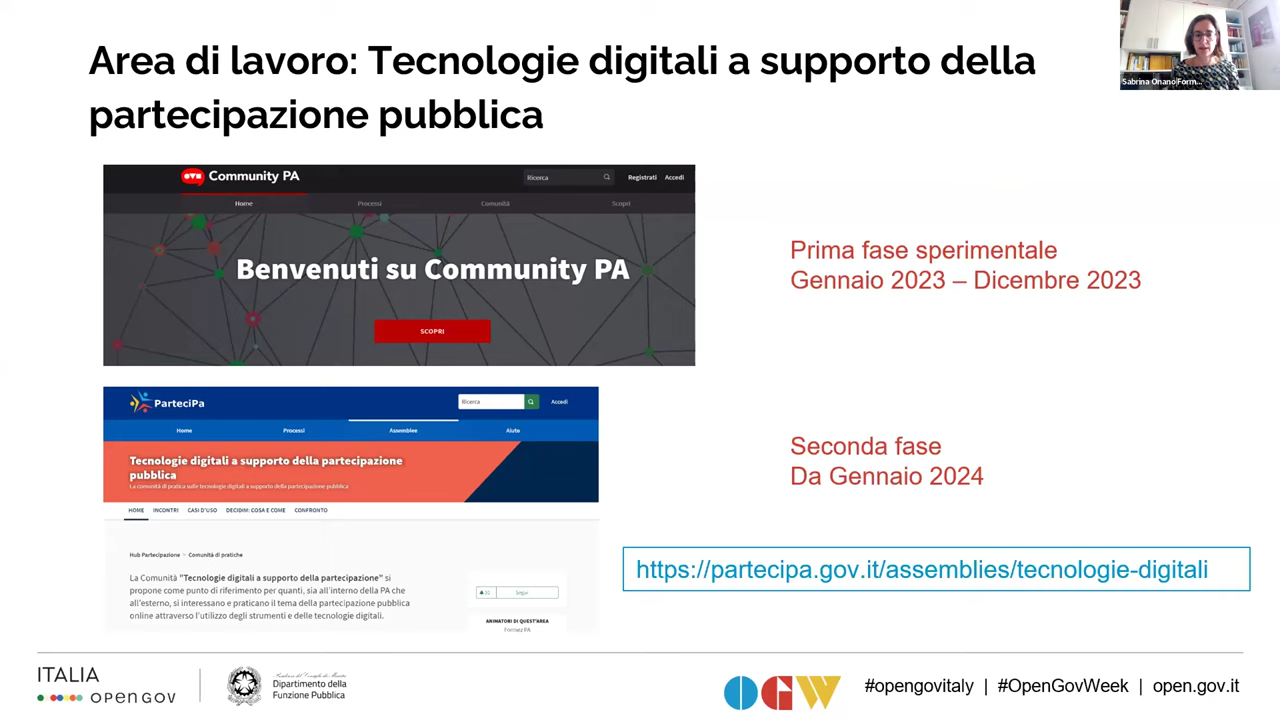 Area di lavoro: Tecnologie digitali a supporto della
partecipazione pubblica
Sabrina Onano Form...
Community PA
Ricerca
Registrati Accedi
Home Processi Comunità Scopri
Benvenuti su Community PA
SCOPRI
Prima fase sperimentale
Gennaio 2023 – Dicembre 2023
ParteciPa
Ricerca
Accedi
Home Processi Assemblee Aiuto
Tecnologie digitali a supporto della partecipazione
pubblica
La comunità di pratica sulle tecnologie digitali a supporto della partecipazione pubblica
HOME INCONTRI CASI D'USO DECIDIM: COSA E COME CONFRONTO
Hub Partecipazione > Comunità di pratiche
La Comunità "Tecnologie digitali a supporto della partecipazione" si
propone come punto di riferimento per quanti, sia all'interno della PA che
all'esterno, si interessano e praticano il tema della partecipazione pubblica
online attraverso l'utilizzo degli strumenti e delle tecnologie digitali.
Segui
ANIMATORI DI QUEST'AREA
Formez PA
Seconda fase
Da Gennaio 2024
https://partecipa.gov.it/assemblies/tecnologie-digitali
ITALIA
OPEN GOV
Dipartimento della
Funzione Pubblica
OGW
#opengovitaly | #OpenGovWeek | open.gov.it